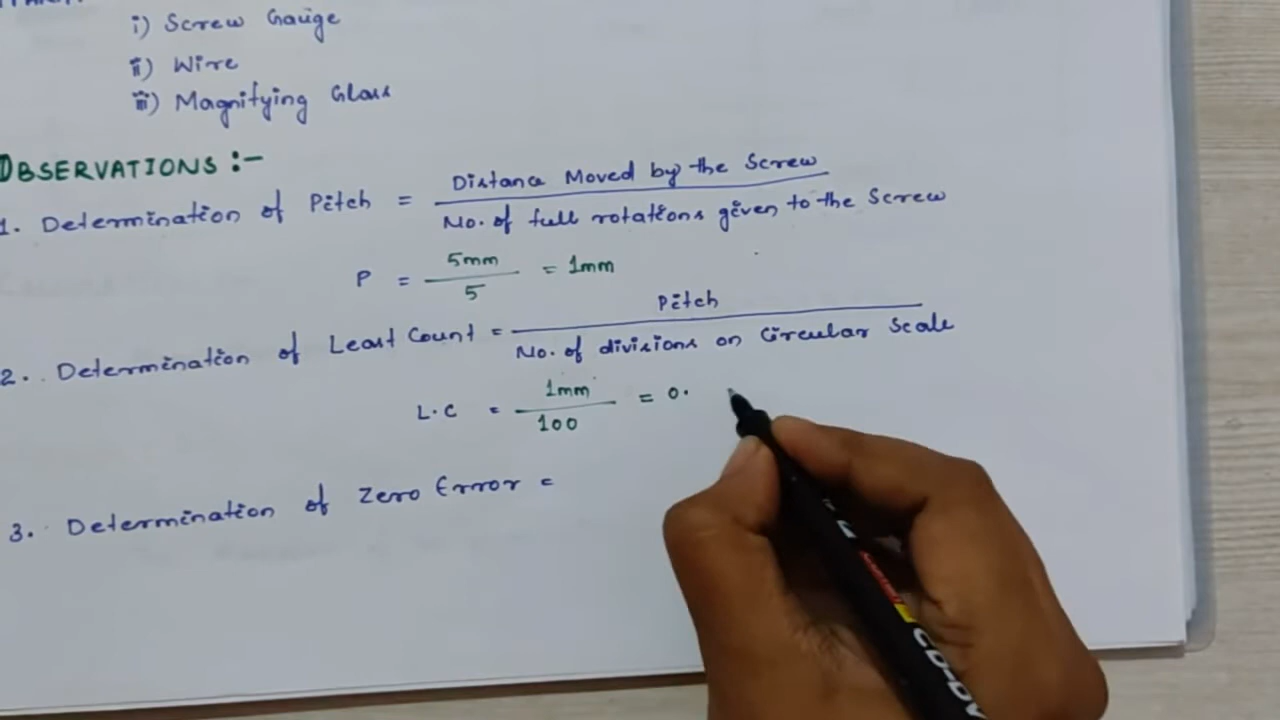 i) Screw Gauge
ii) Wire
iii) Magnifying Glass
OBSERVATIONS :-
1. Determination of Pitch = Distance Moved by the Screw
No. of full rotations given to the Screw
P = 5mm
5
= 1mm
2. Determination of Least Count = Pitch
No. of divisions on Circular Scale
L.C = 1mm
100
= 0.
3. Determination of Zero Error =
CD-DV